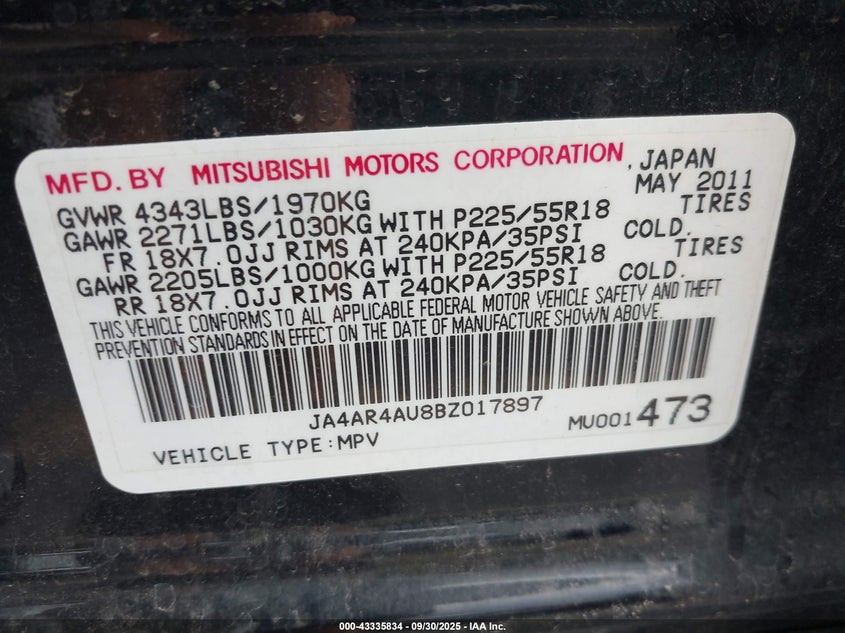 MFD. BY MITSUBISHI MOTORS CORPORATION, JAPAN
GVWR 4343LBS/1970KG MAY 2011
GAWR 2271LBS/1030KG WITH P225/55R18 TIRES
FR 18X7.0JJ RIMS AT 240KPA/35PSI COLD.
GAWR 2205LBS/1000KG WITH P225/55R18 TIRES
RR 18X7.0JJ RIMS AT 240KPA/35PSI COLD.
THIS VEHICLE CONFORMS TO ALL APPLICABLE FEDERAL MOTOR VEHICLE SAFETY AND THEFT
PREVENTION STANDARDS IN EFFECT ON THE DATE OF MANUFACTURE SHOWN ABOVE.
JA4AR4AU8BZ017897
MU001473
VEHICLE TYPE:MPV
000-43335834 - 09/30/2025 - IAA Inc.